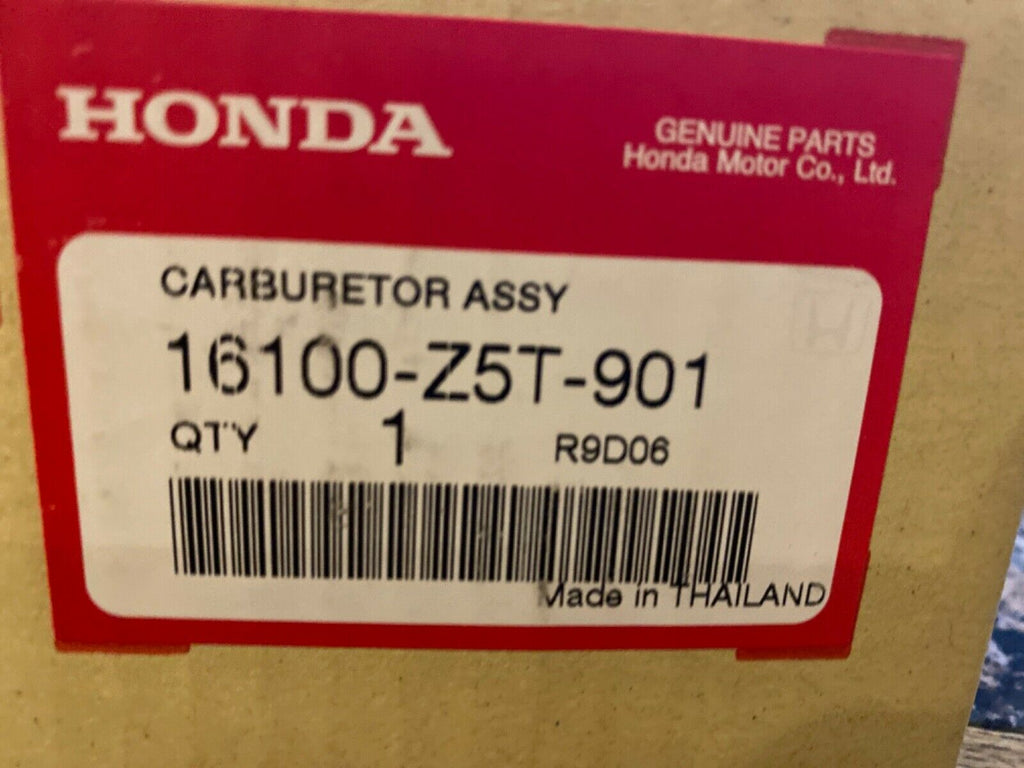 HONDA
GENUINE PARTS
Honda Motor Co., Ltd.
CARBURETOR ASSY
16100-Z5T-901
QTY 1 R9D06
Made in THAILAND